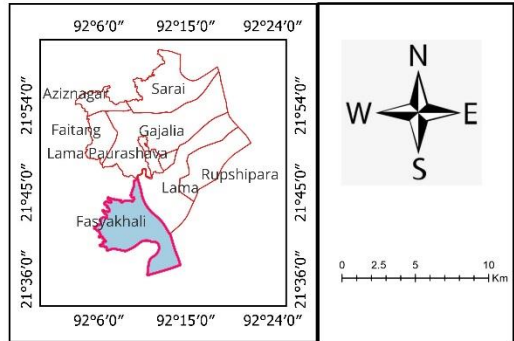 92°6′0″ 92°15′0″ 92°24′0″
N
Sarai
Aziznagar
21°54′0″ 21°54′0″
W E
Faitang Gajalia
Lama Paurashava
S
Rupshipara
21°45′0″ 21°45′0″
Lama
Fasyakhali
21°36′0″ 21°36′0″
0 2.5 5 10
Km
92°6′0″ 92°15′0″ 92°24′0″